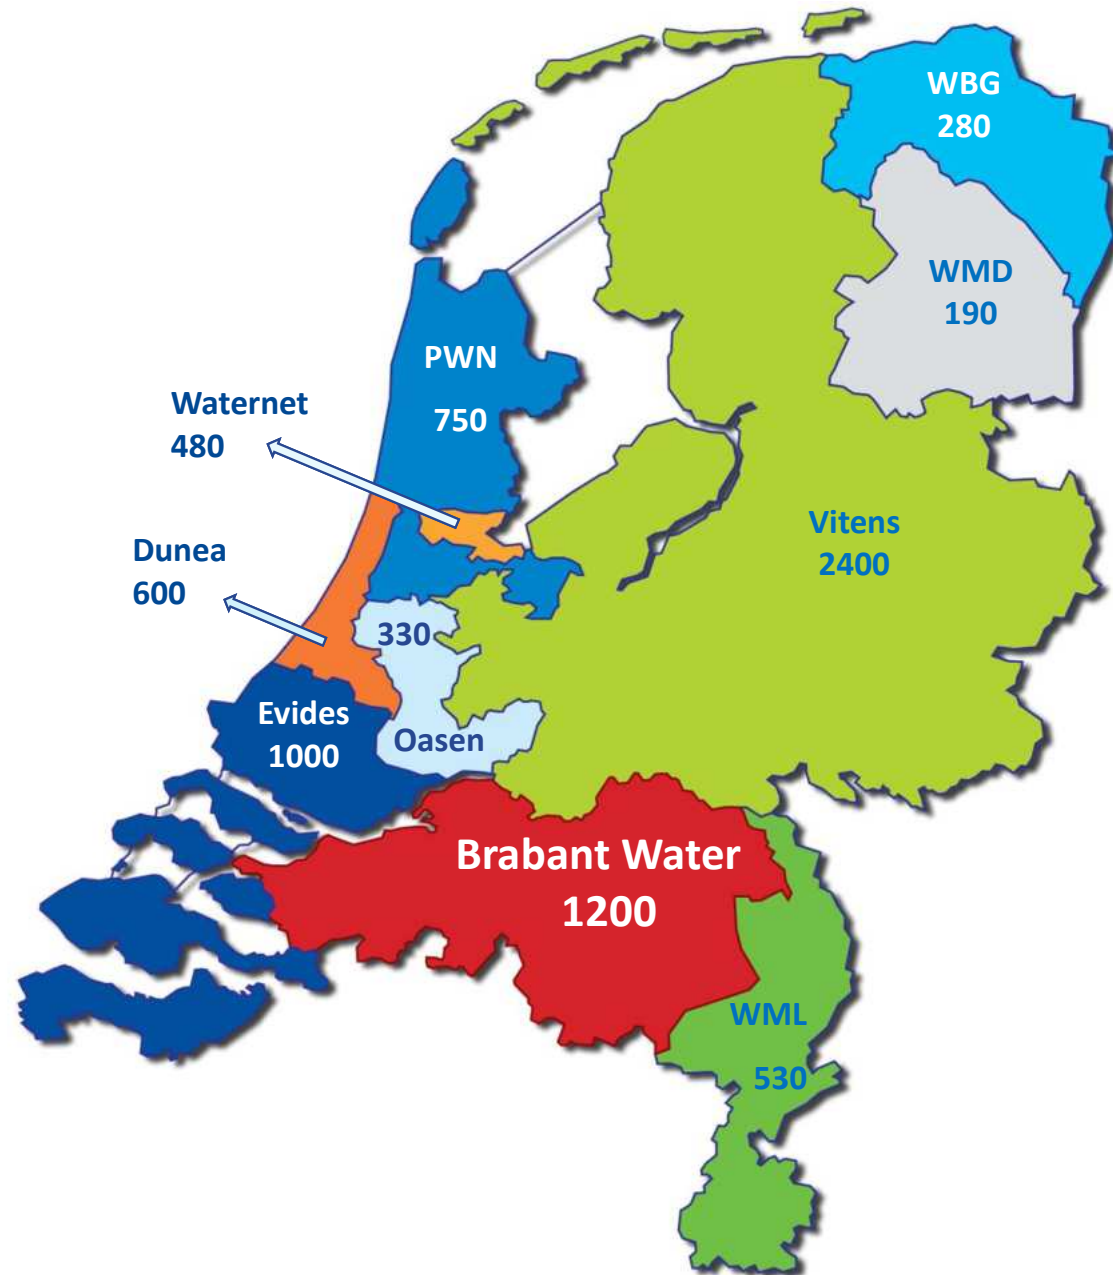 WBG
280
WMD
190
PWN
750
Waternet
480
Vitens
2400
Dunea
600
330
Oasen
Evides
1000
Brabant Water
1200
WML
530